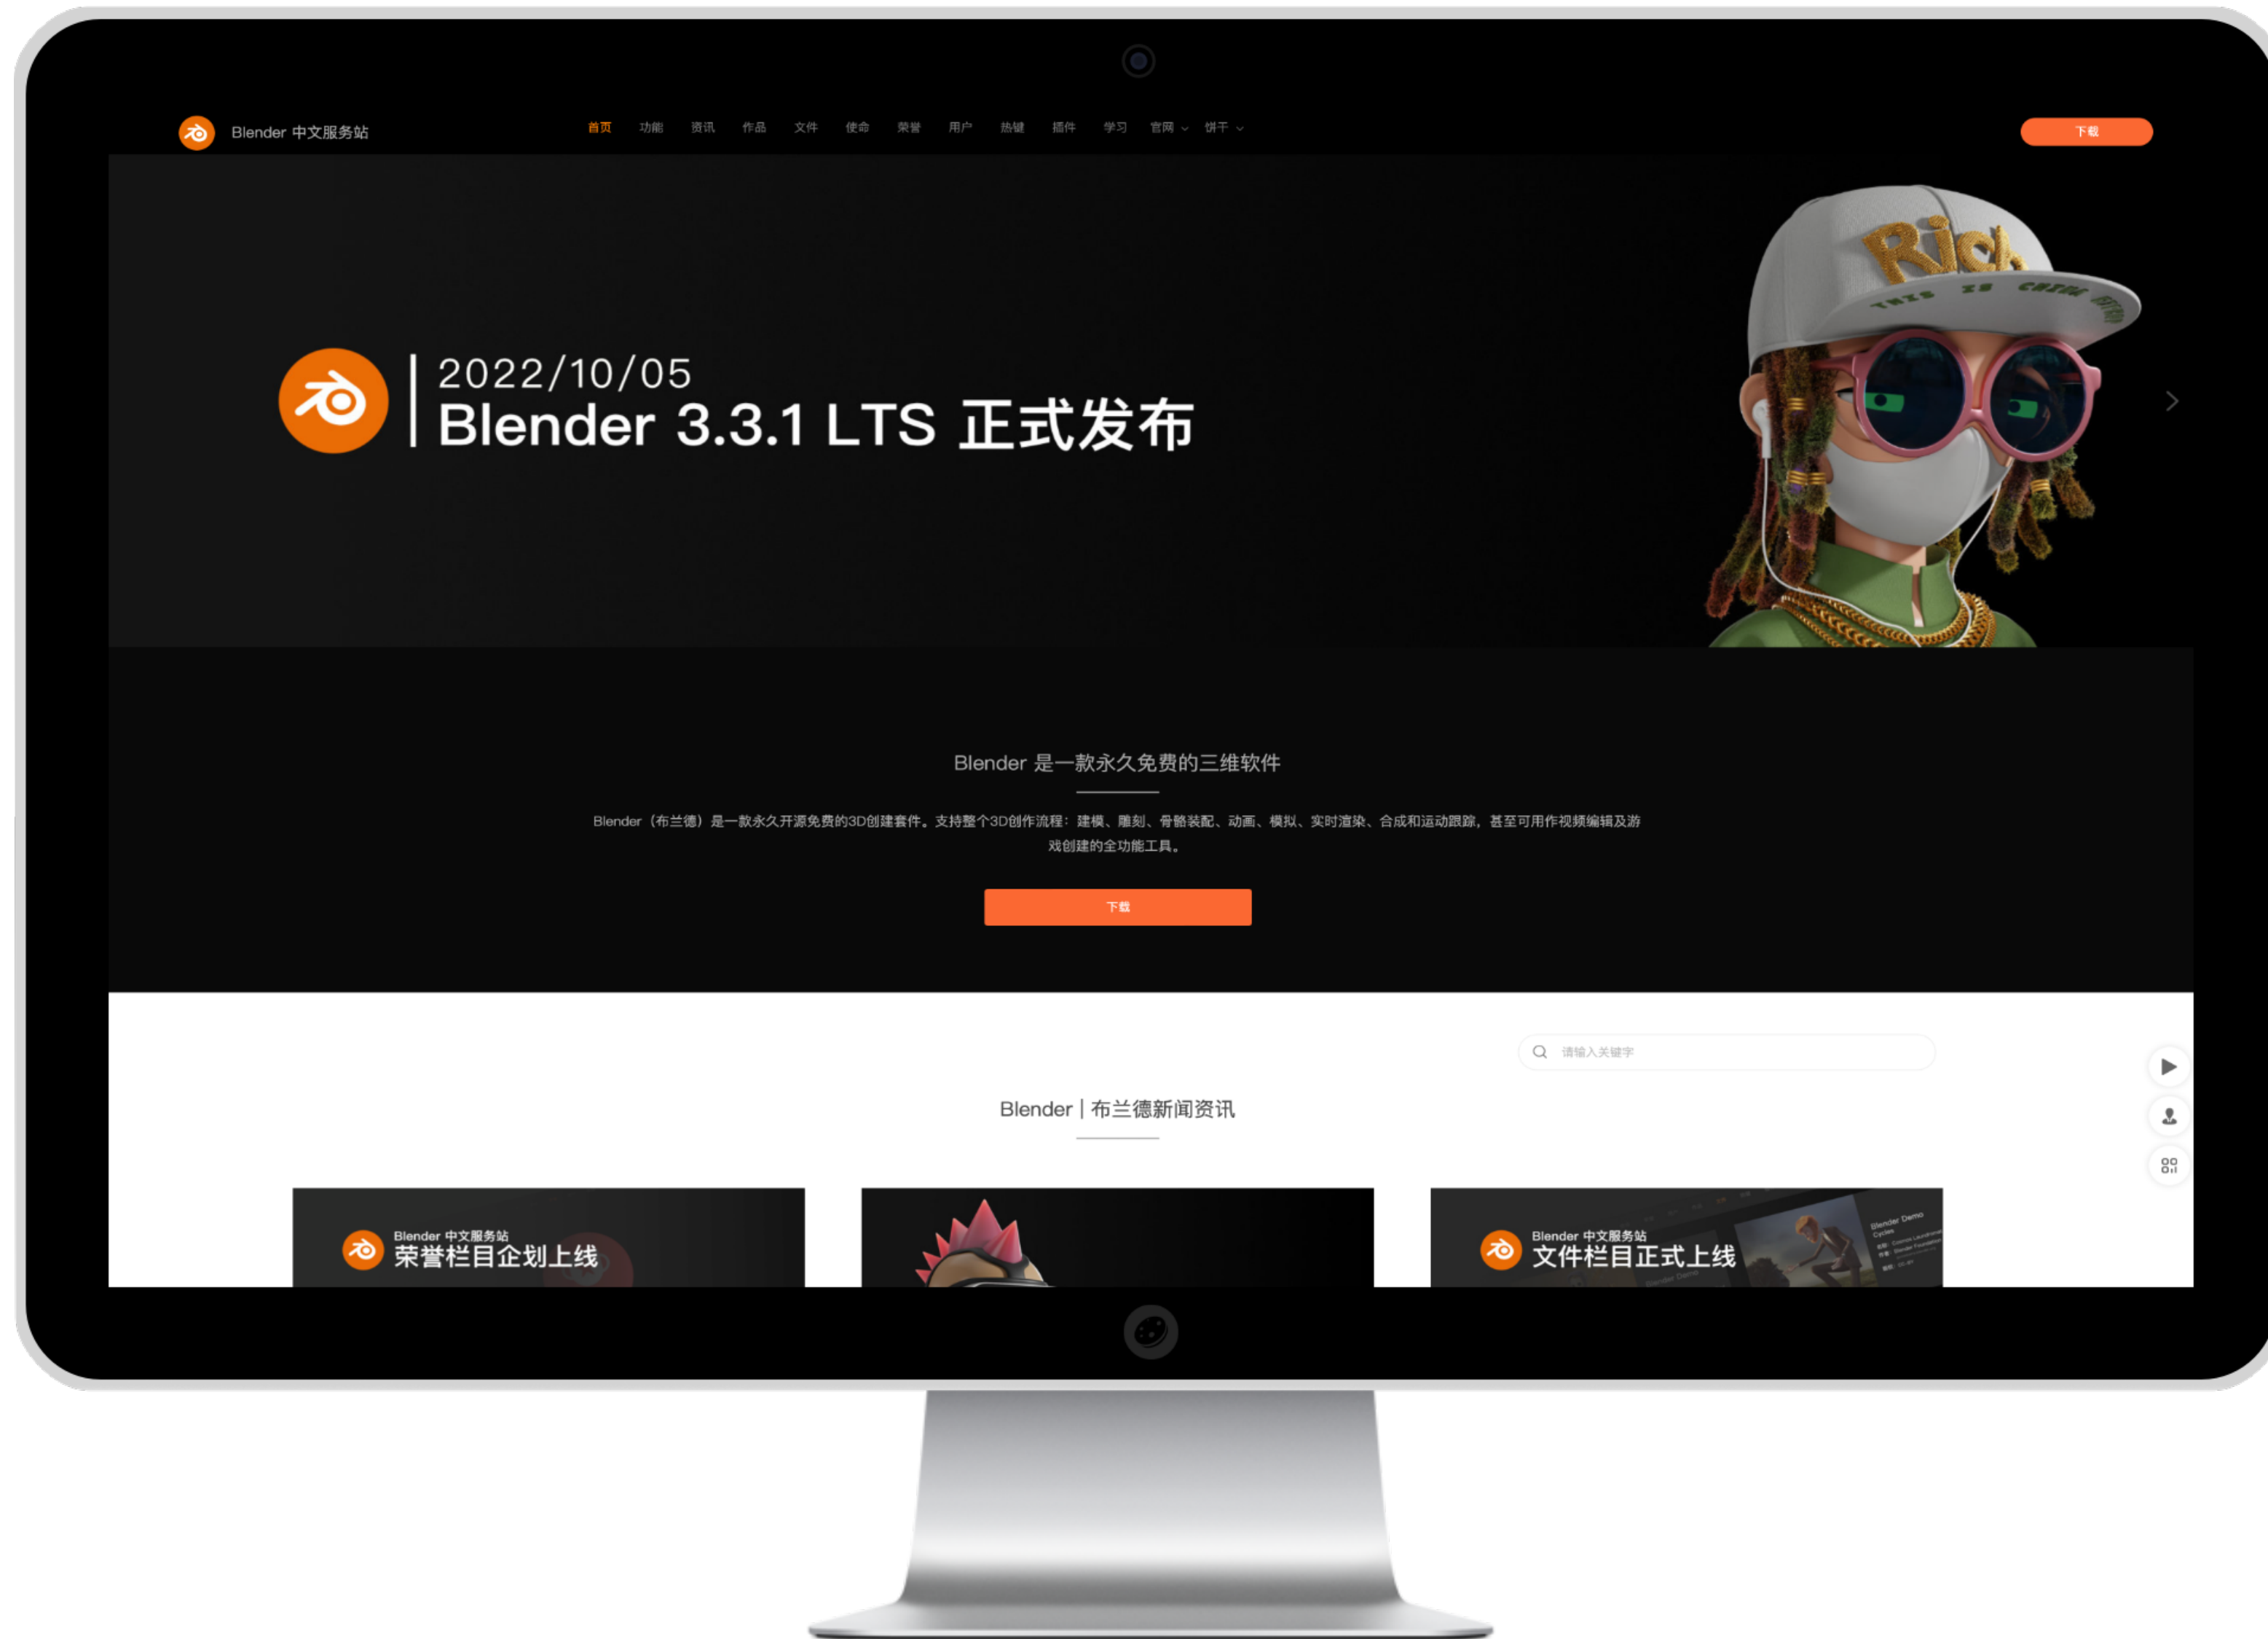 Blender 中文服务站
首页 功能 资讯 作品 文件 使命 荣誉 用户 热键 插件 学习 官网 饼干
下载
Rich
THIS IS CHINA
2022/10/05
Blender 3.3.1 LTS 正式发布
Blender 是一款永久免费的三维软件
Blender（布兰德）是一款永久开源免费的3D创建套件。支持整个3D创作流程：建模、雕刻、骨骼装配、动画、模拟、实时渲染、合成和运动跟踪，甚至可用作视频编辑及游
戏创建的全功能工具。
下载
请输入关键字
Blender | 布兰德新闻资讯
Blender 中文服务站
荣誉栏目企划上线
Blender 中文服务站
文件栏目正式上线
Blender Demo
Cycles
Blender Demo